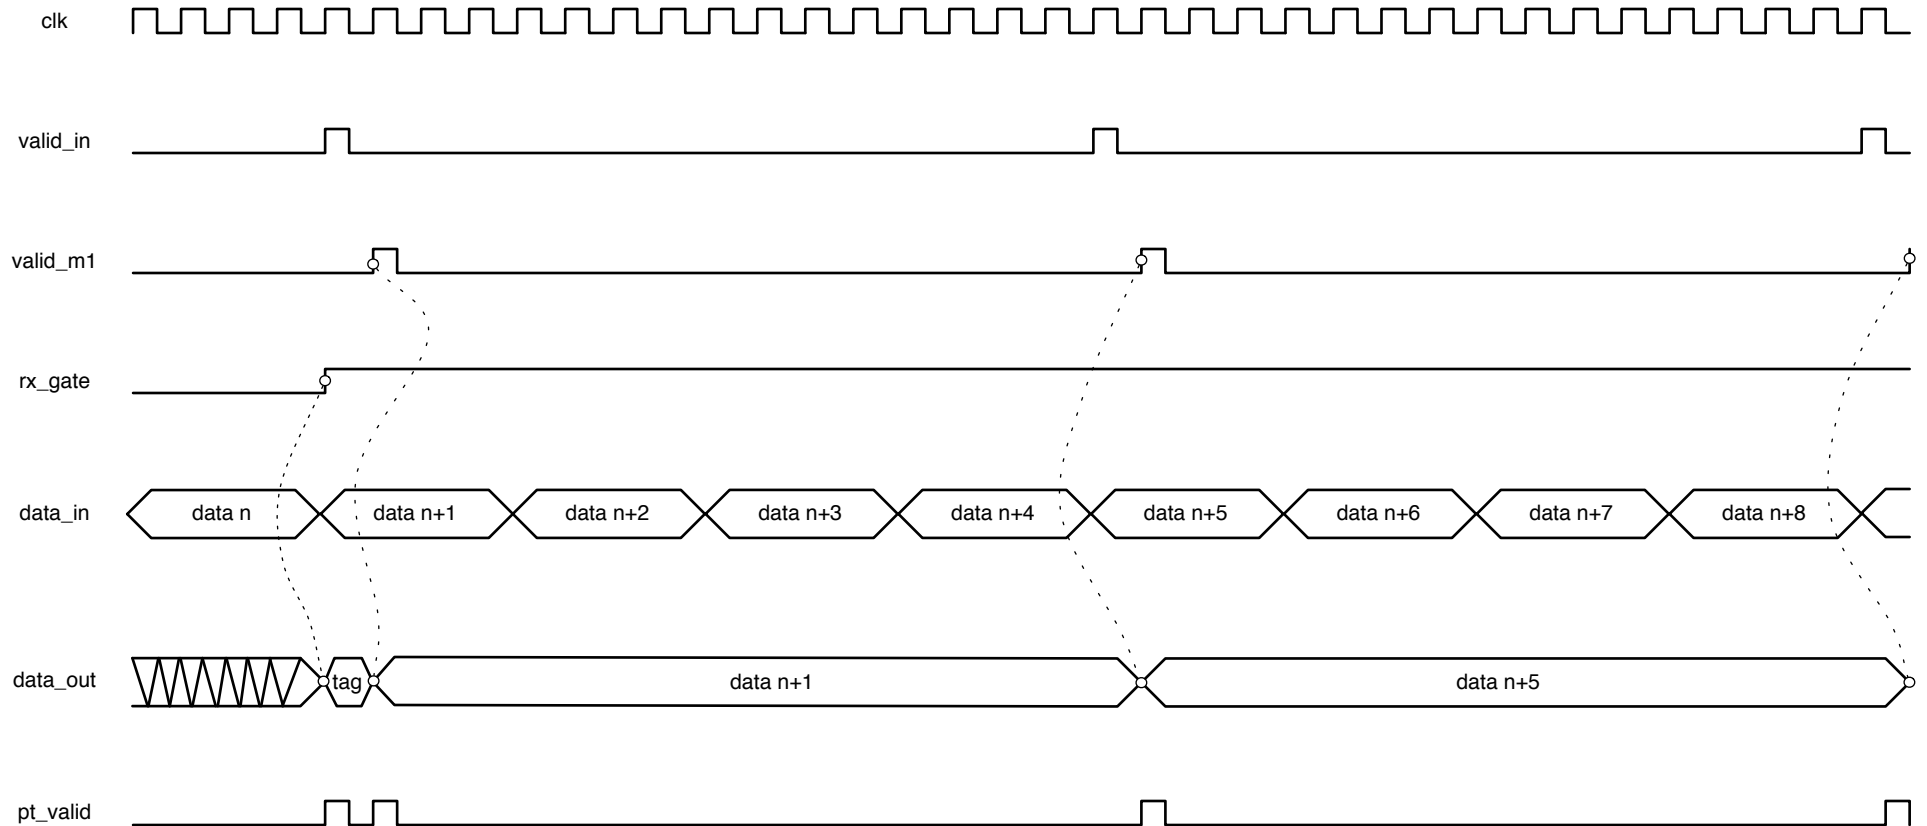 clk
valid_in
valid_m1
rx_gate
data_in data n data n+1 data n+2 data n+3 data n+4 data n+5 data n+6 data n+7 data n+8
data_out tag data n+1 data n+5
pt_valid